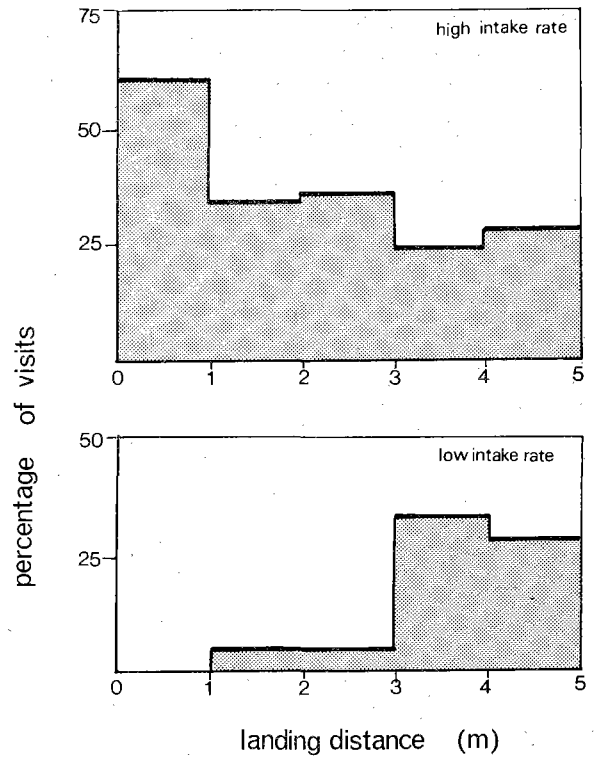 75
high intake rate
50
25
0 1 2 3 4 5
percentage of visits
50
low intake rate
25
0 1 2 3 4 5
landing distance (m)